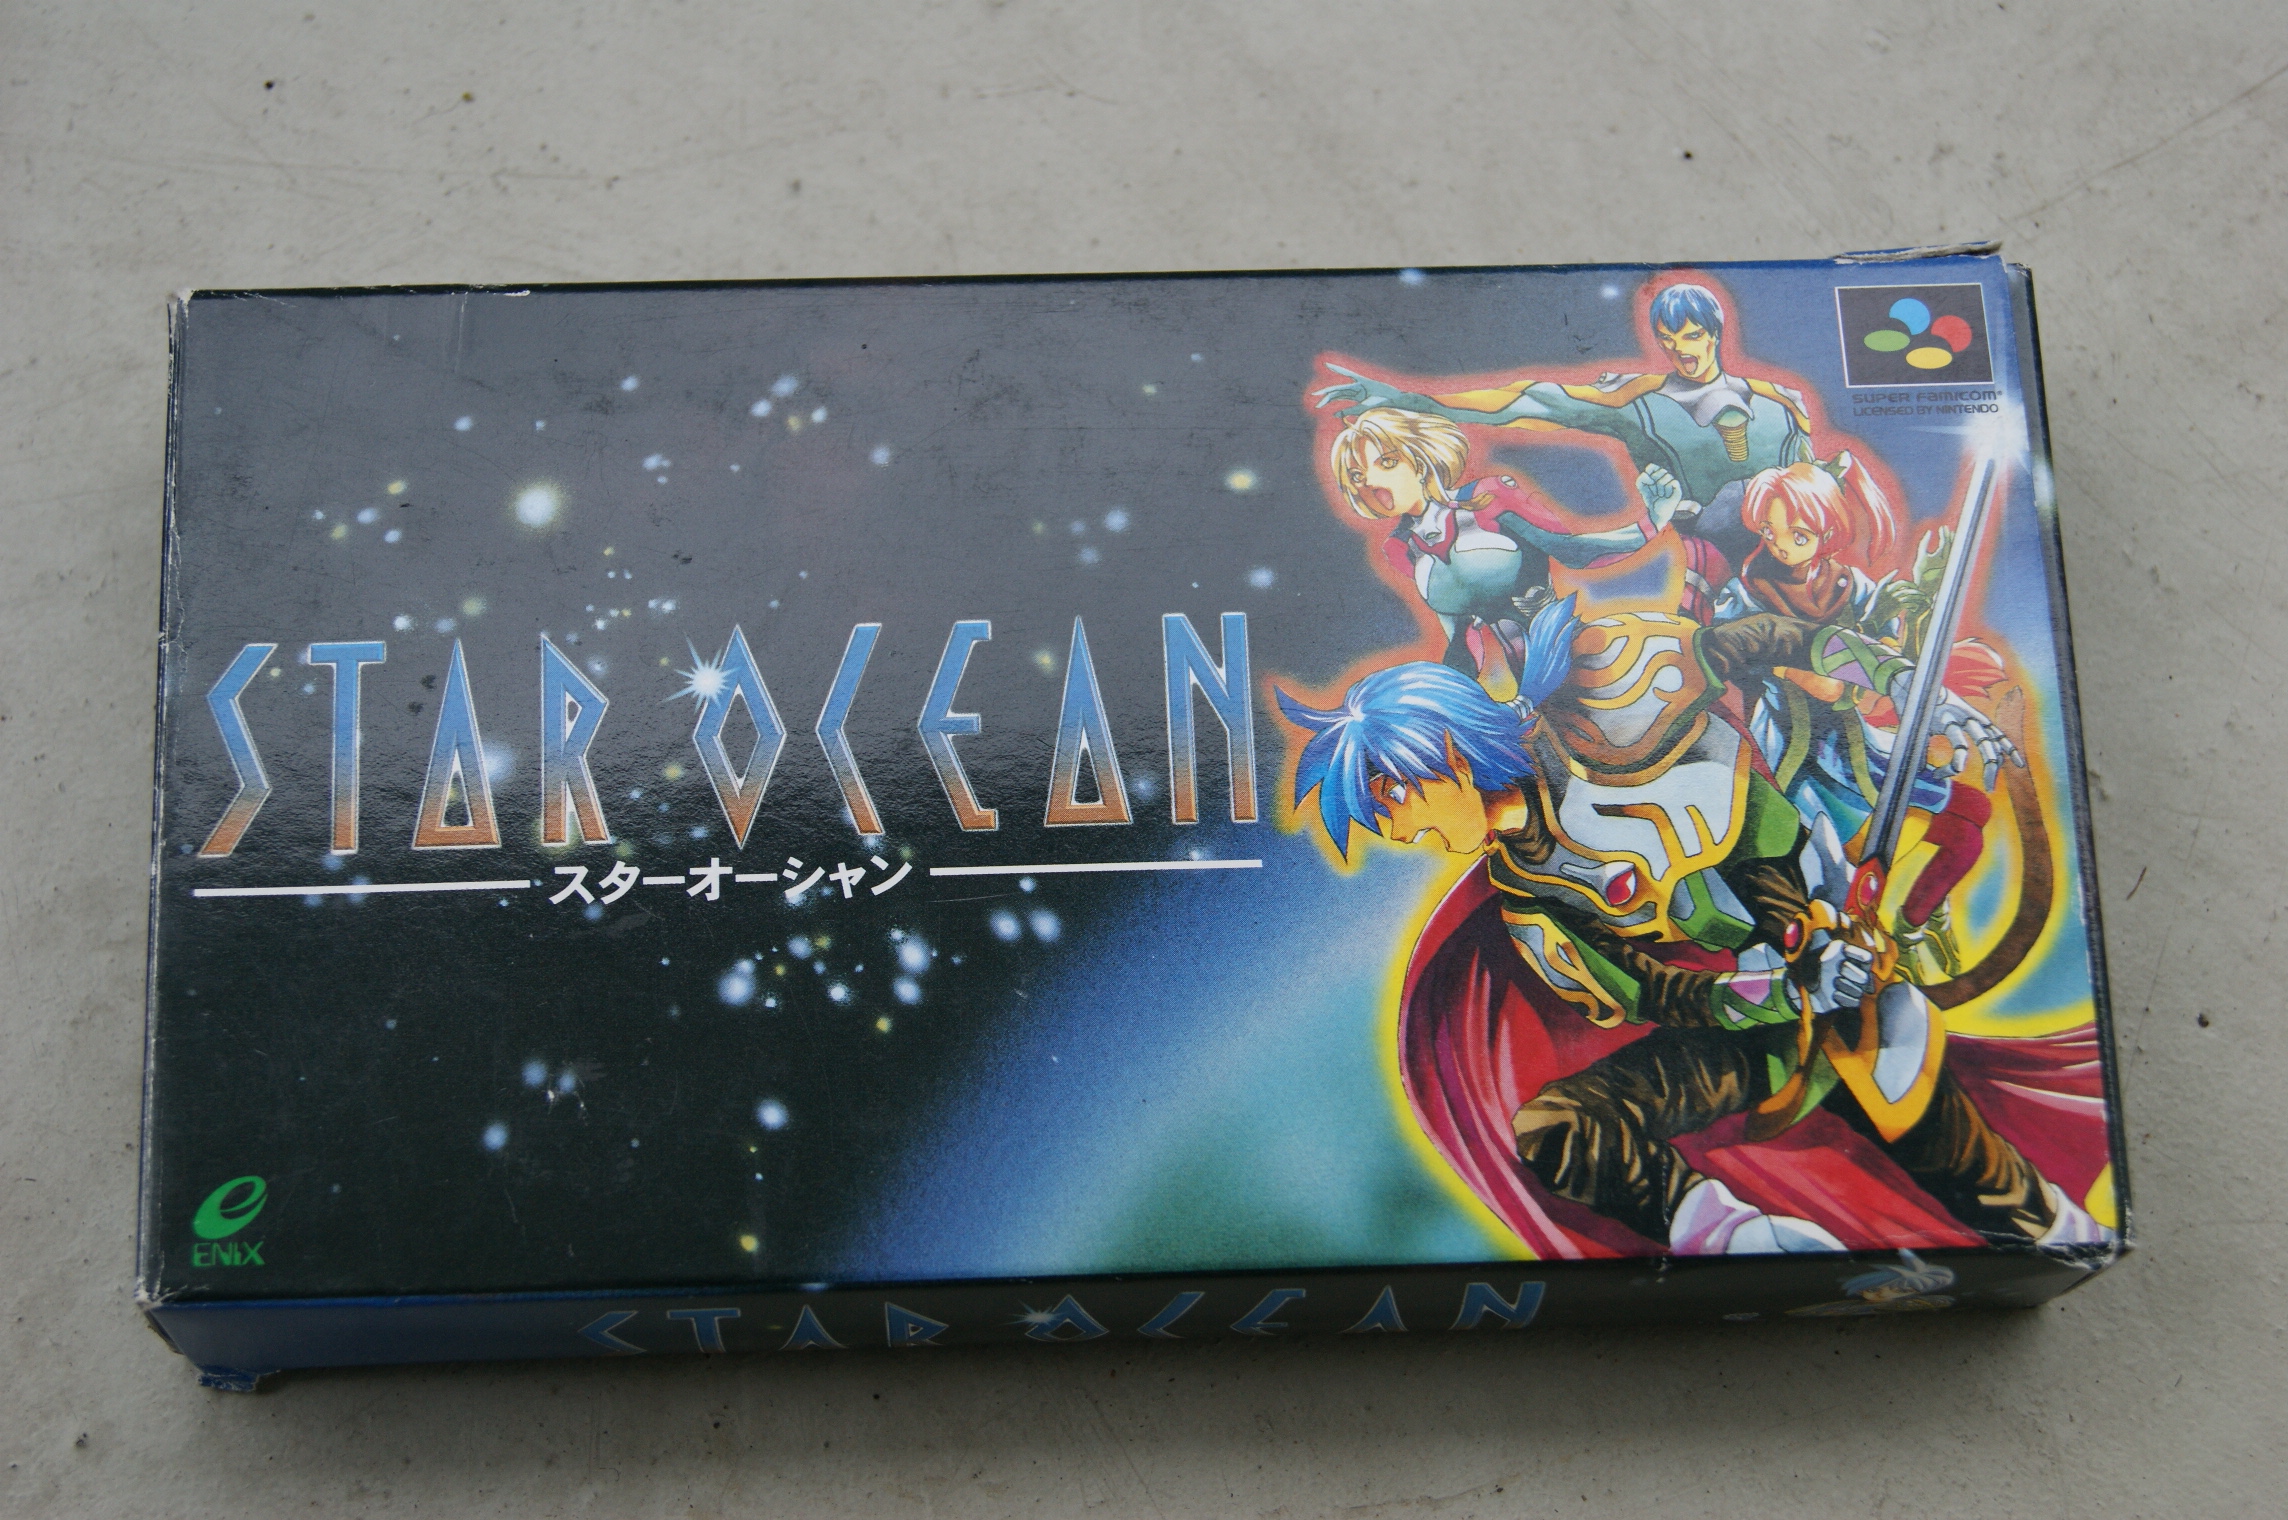 SUPER FAMICOM®
LICENSED BY NINTENDO
STAR OCEAN
スターオーシャン
e
ENIX
STAR OCEAN